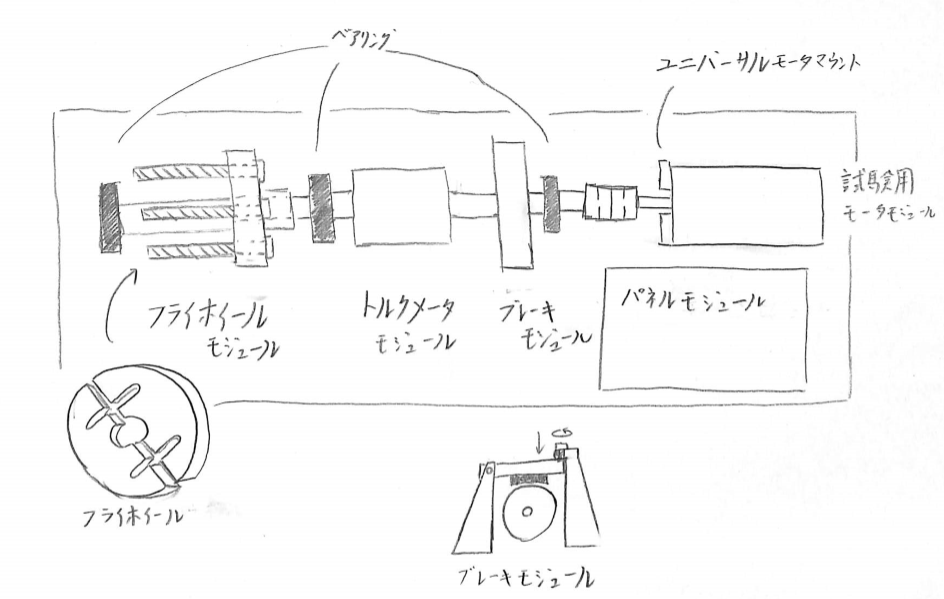 ベアリング
ユニバーサルモータマウント
試験用
モータモジュール
フライホイール
モジュール
トルクメータ
モジュール
ブレーキ
モジュール
パネルモジュール
フライホイール
ブレーキモジュール